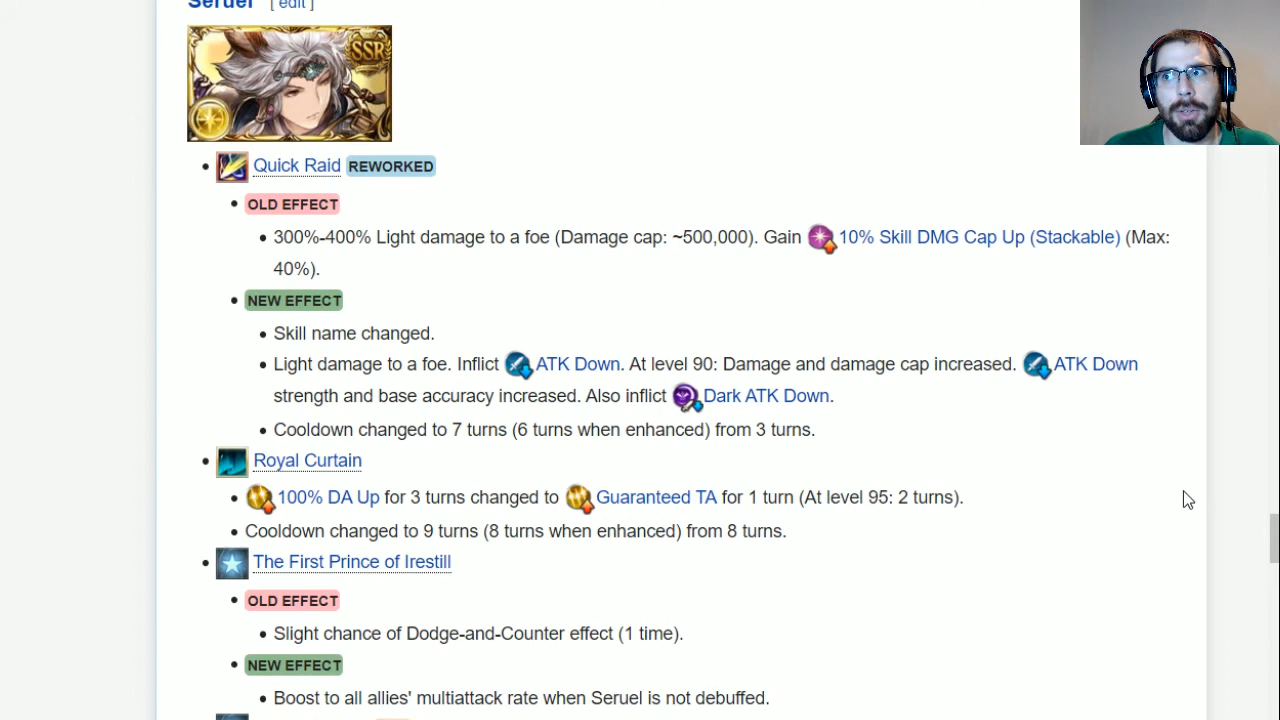 Seruel [ edit ]
SSR
Quick Raid REWORKED
OLD EFFECT
300%-400% Light damage to a foe (Damage cap: ~500,000). Gain 10% Skill DMG Cap Up (Stackable) (Max:
40%).
NEW EFFECT
Skill name changed.
Light damage to a foe. Inflict ATK Down. At level 90: Damage and damage cap increased. ATK Down
strength and base accuracy increased. Also inflict Dark ATK Down.
Cooldown changed to 7 turns (6 turns when enhanced) from 3 turns.
Royal Curtain
100% DA Up for 3 turns changed to Guaranteed TA for 1 turn (At level 95: 2 turns).
Cooldown changed to 9 turns (8 turns when enhanced) from 8 turns.
The First Prince of Irestill
OLD EFFECT
Slight chance of Dodge-and-Counter effect (1 time).
NEW EFFECT
Boost to all allies' multiattack rate when Seruel is not debuffed.